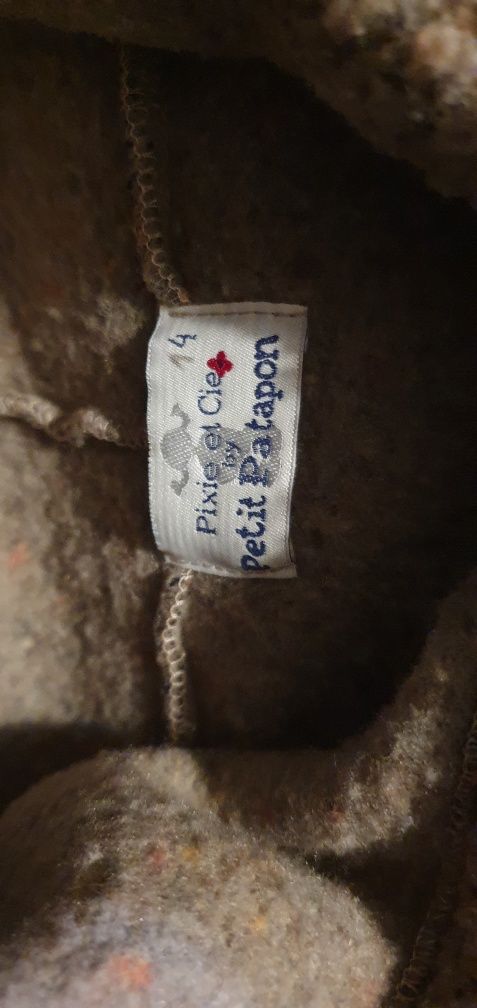 14
Pixie et Cie
by
Petit Patapon